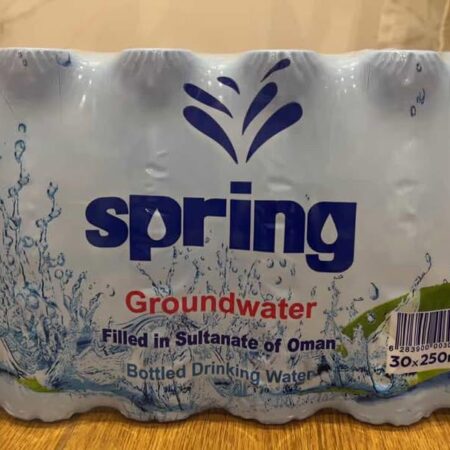 spring
Groundwater
Filled in Sultanate of Oman
Bottled Drinking Water
30x250